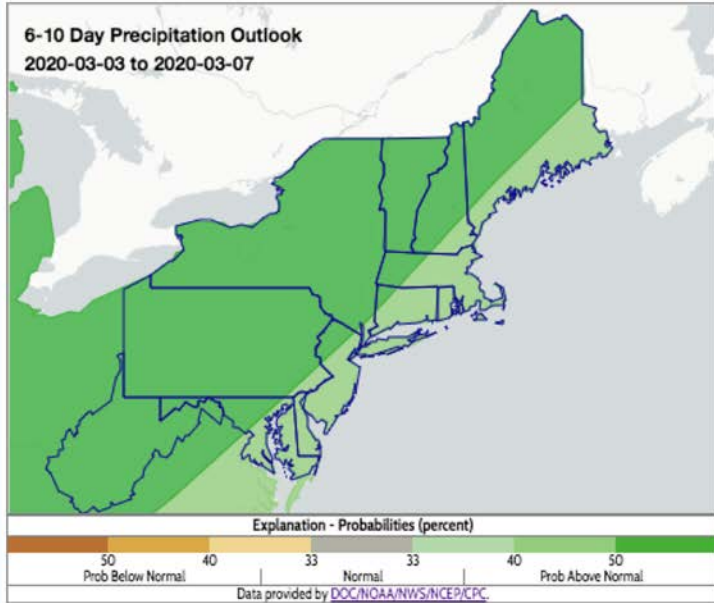 6-10 Day Precipitation Outlook
2020-03-03 to 2020-03-07
Explanation - Probabilities (percent)
50 40 33 33 40 50
Prob Below Normal | Normal | Prob Above Normal
Data provided by DOC/NOAA/NWS/NCEP/CPC.